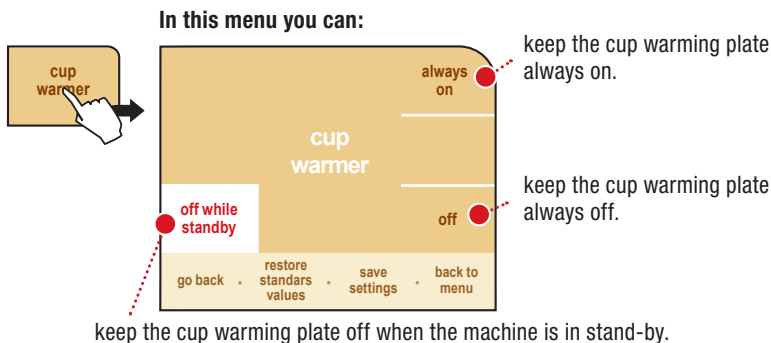 In this menu you can:
cup
warmer
always
on
keep the cup warming plate
always on.
cup
warmer
off while
standby
off
keep the cup warming plate
always off.
go back
restore
standars
values
save
settings
back to
menu
keep the cup warming plate off when the machine is in stand-by.